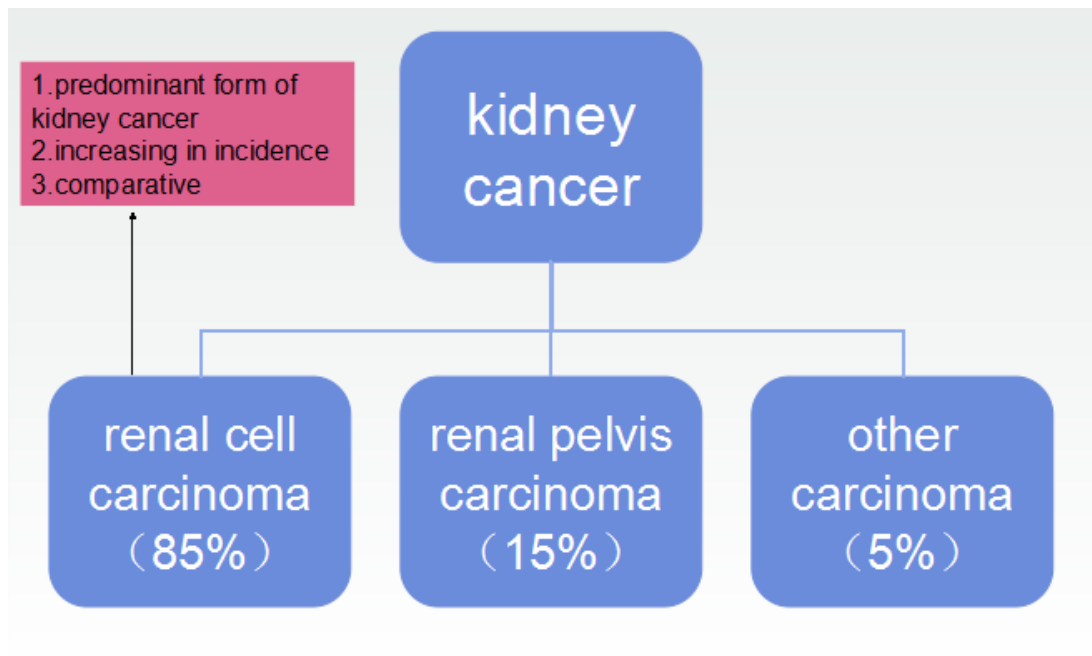 1.predominant form of
kidney cancer
2.increasing in incidence
3.comparative
kidney
cancer
renal cell
carcinoma
（85%）
renal pelvis
carcinoma
（15%）
other
carcinoma
（5%）